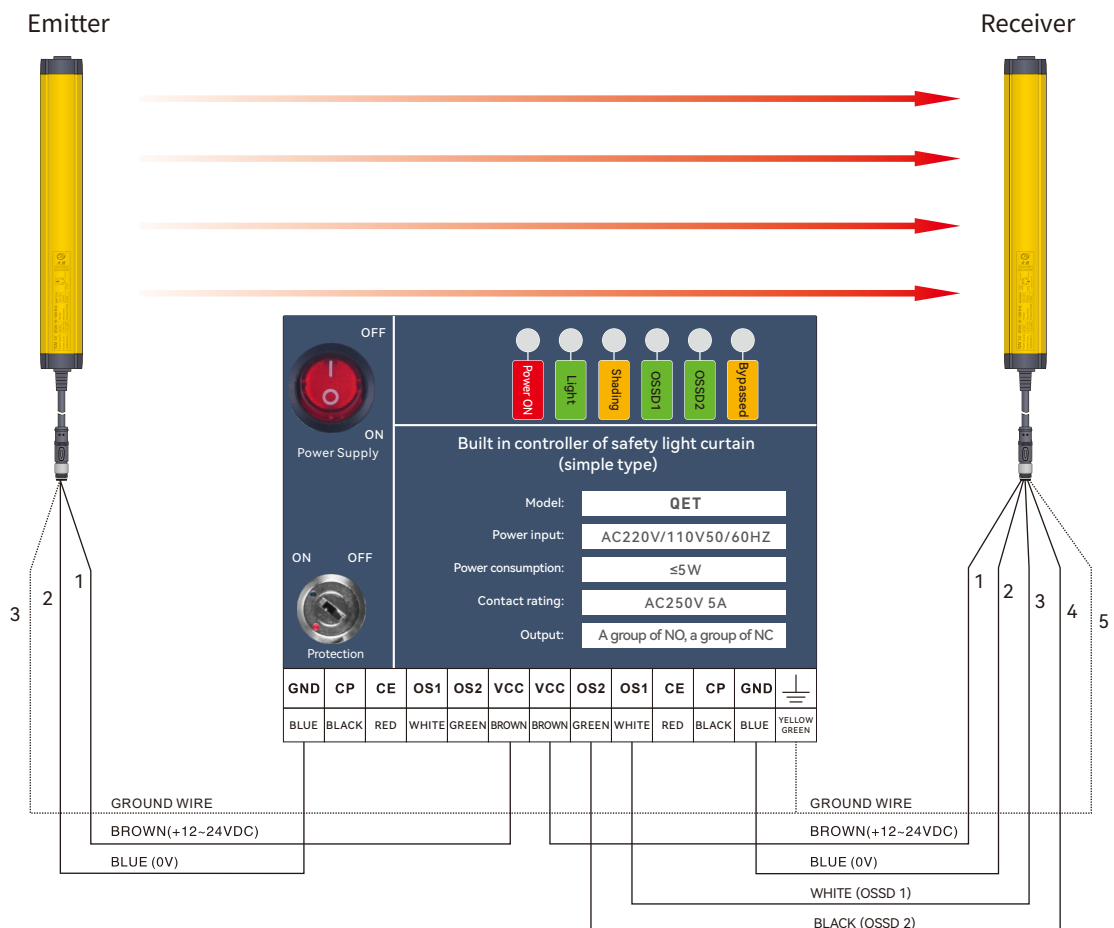 Emitter
Receiver
OFF
ON
Power Supply
Power ON
Light
Shading
OSSD1
OSSD2
Bypassed
Built in controller of safety light curtain
(simple type)
Model: QET
Power input: AC220V/110V50/60HZ
Power consumption: ≤5W
Contact rating: AC250V 5A
Output: A group of NO, a group of NC
ON OFF
Protection
GND CP CE OS1 OS2 VCC VCC OS2 OS1 CE CP GND
BLUE BLACK RED WHITE GREEN BROWN BROWN GREEN WHITE RED BLACK BLUE YELLOW
GREEN
3 2 1
1 2 3 4 5
GROUND WIRE
BROWN(+12~24VDC)
BLUE (0V)
GROUND WIRE
BROWN(+12~24VDC)
BLUE (0V)
WHITE (OSSD 1)
BLACK (OSSD 2)